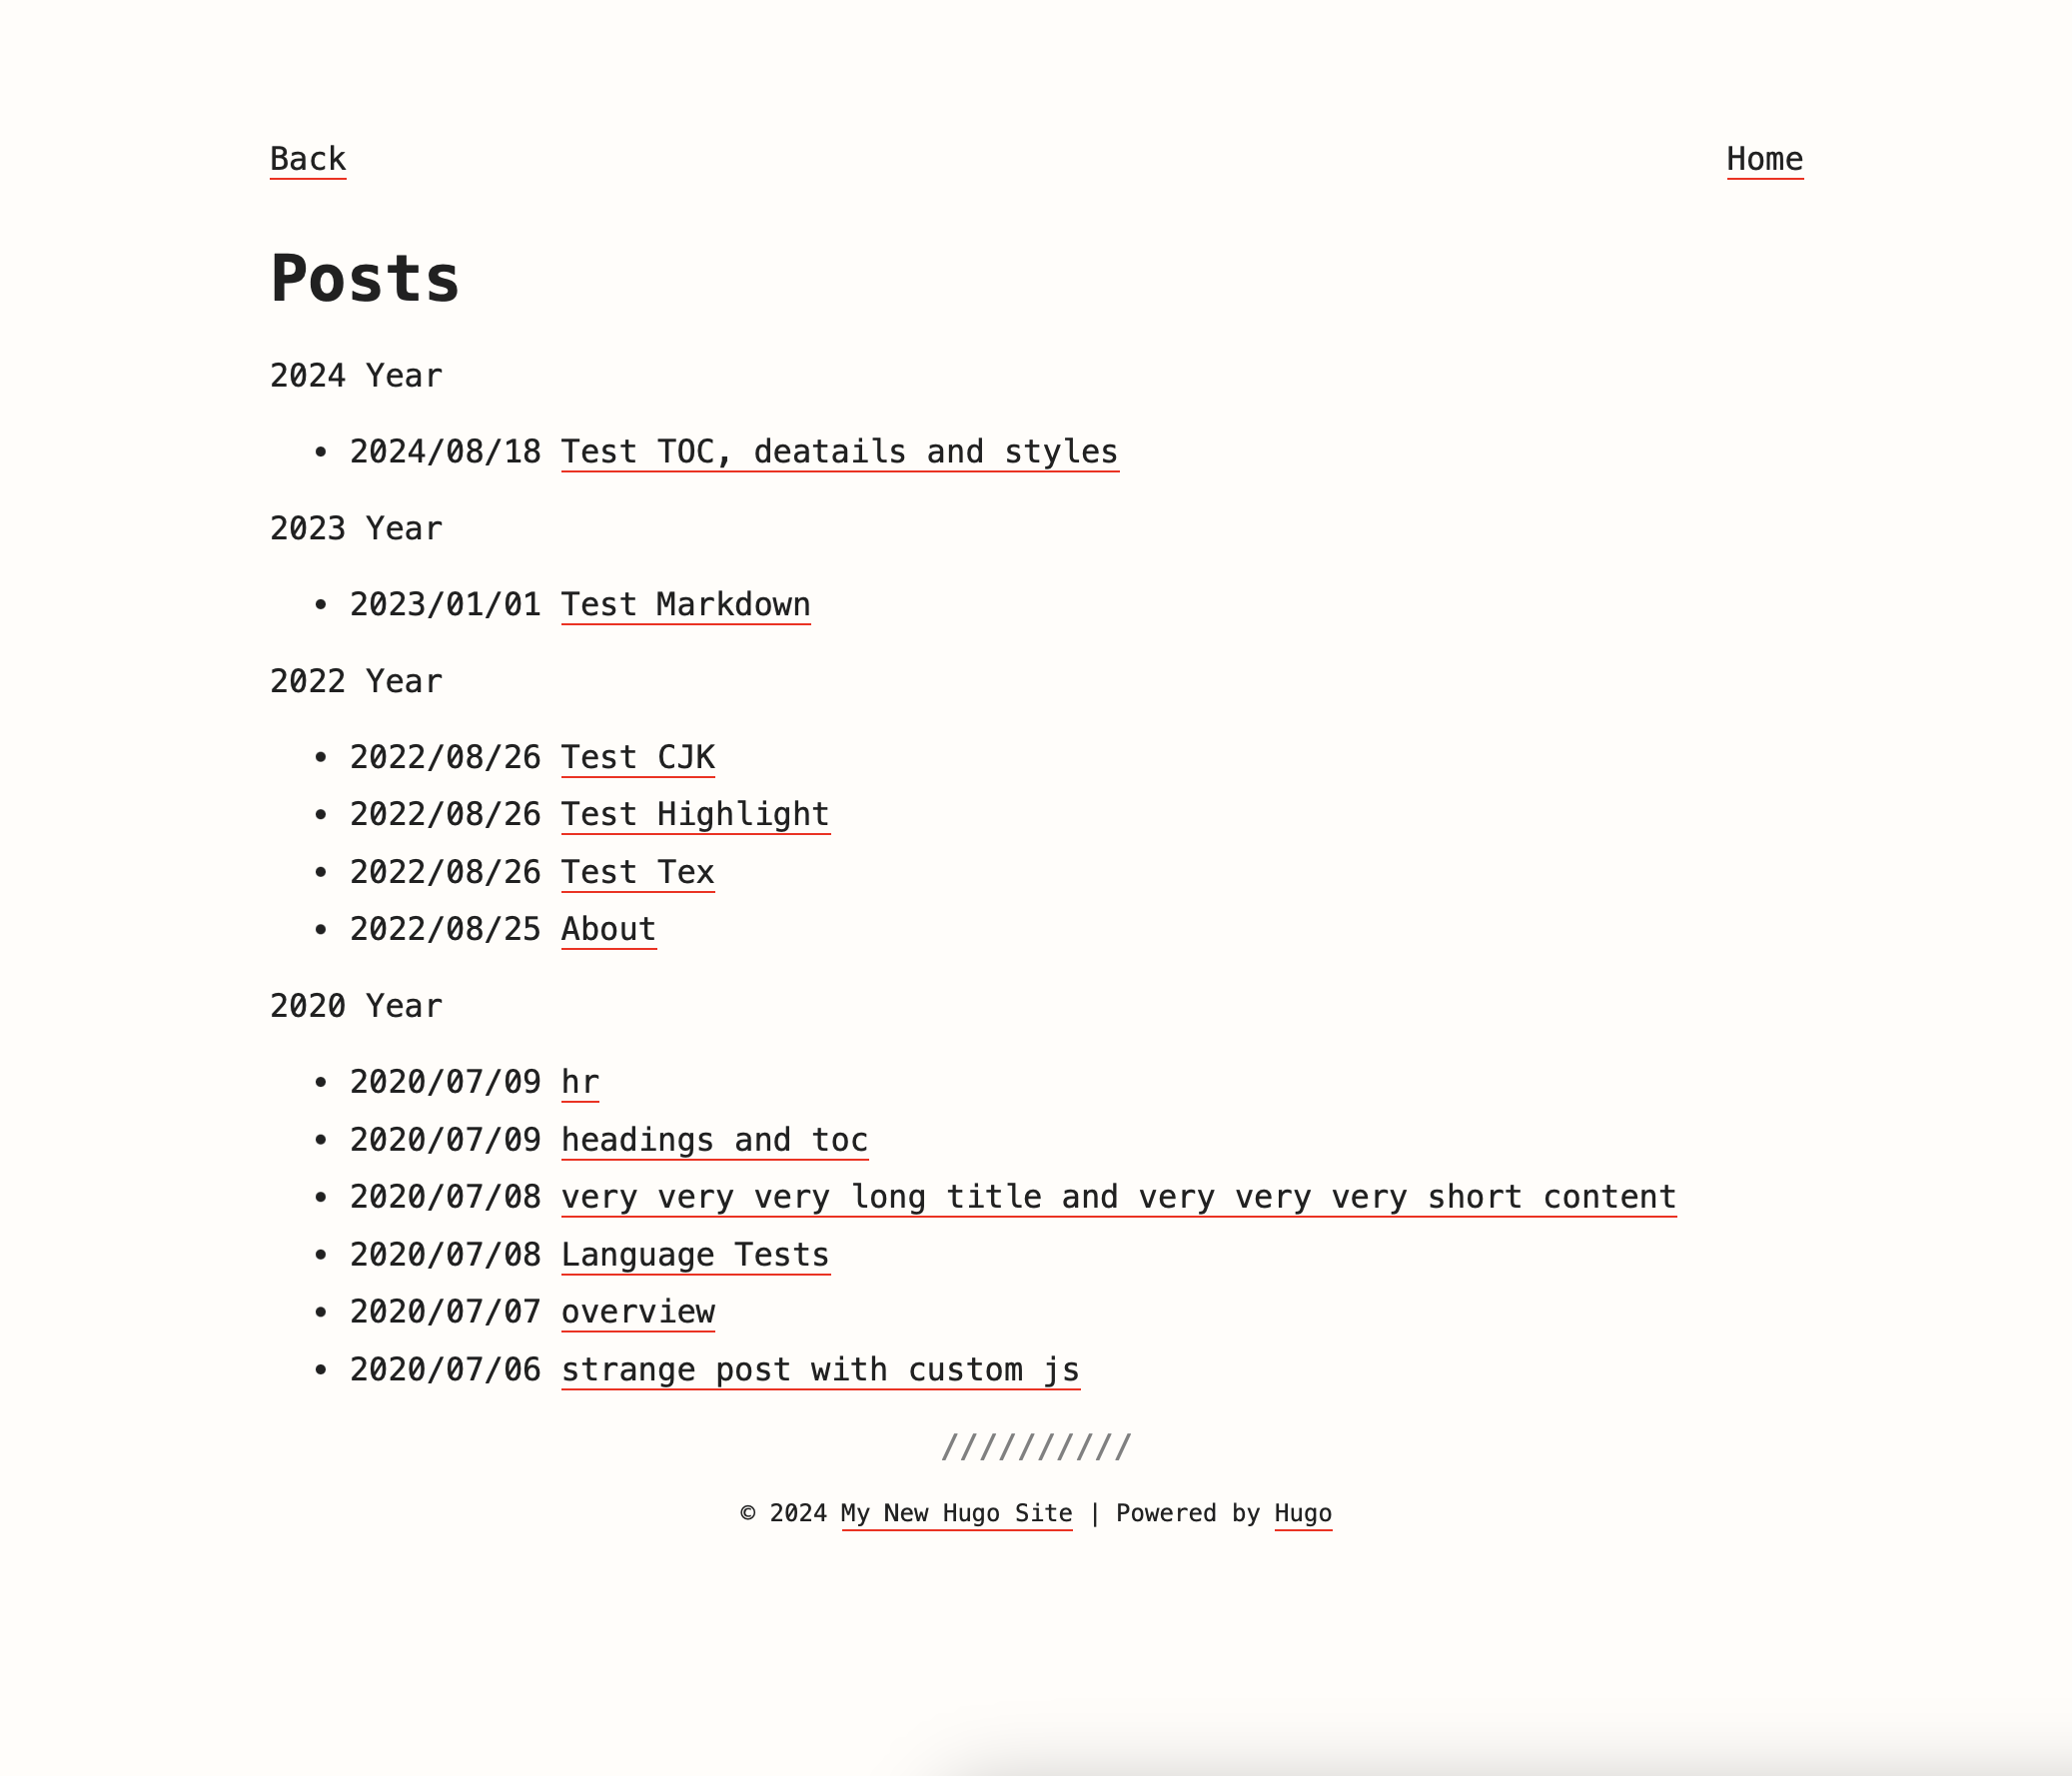 Back Home
Posts
2024 Year
• 2024/08/18 Test TOC, deatails and styles
2023 Year
• 2023/01/01 Test Markdown
2022 Year
• 2022/08/26 Test CJK
• 2022/08/26 Test Highlight
• 2022/08/26 Test Tex
• 2022/08/25 About
2020 Year
• 2020/07/09 hr
• 2020/07/09 headings and toc
• 2020/07/08 very very very long title and very very very short content
• 2020/07/08 Language Tests
• 2020/07/07 overview
• 2020/07/06 strange post with custom js
//////////
© 2024 My New Hugo Site | Powered by Hugo